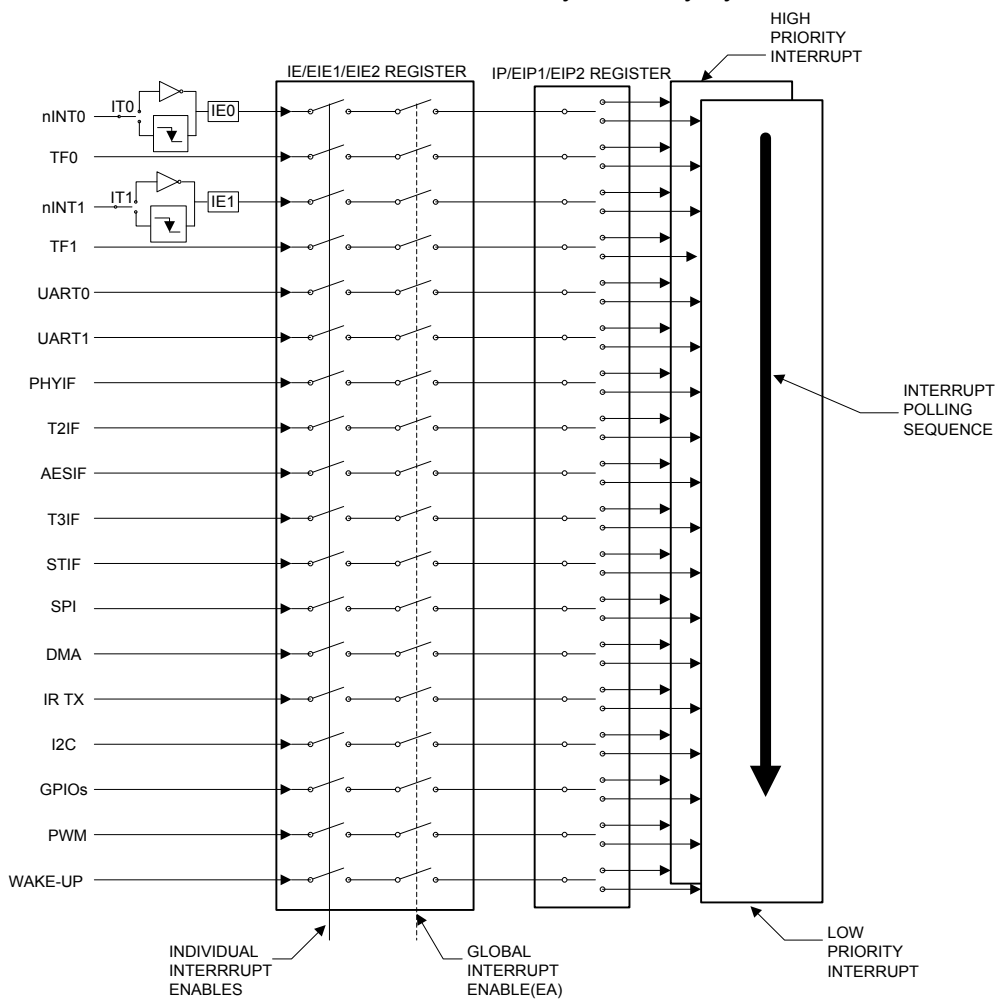 HIGH
PRIORITY
INTERRUPT
IE/EIE1/EIE2 REGISTER
IP/EIP1/EIP2 REGISTER
nINT0
IT0
IE0
TF0
nINT1
IT1
IE1
TF1
UART0
UART1
PHYIF
T2IF
AESIF
T3IF
STIF
SPI
DMA
IR TX
I2C
GPIOs
PWM
WAKE-UP
INTERRUPT
POLLING
SEQUENCE
INDIVIDUAL
INTERRRUPT
ENABLES
GLOBAL
INTERRUPT
ENABLE(EA)
LOW
PRIORITY
INTERRUPT